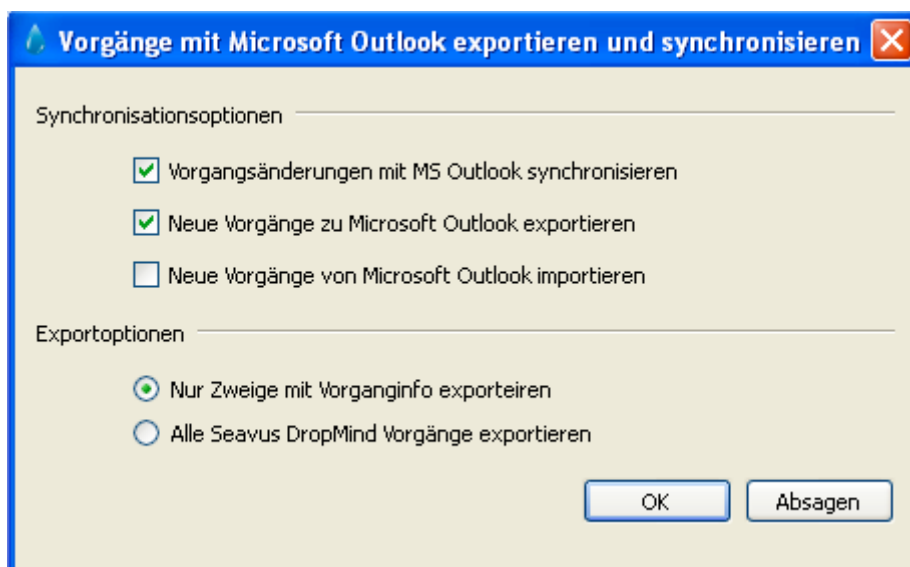 Vorgänge mit Microsoft Outlook exportieren und synchronisieren
Synchronisationsoptionen
Vorgangsänderungen mit MS Outlook synchronisieren
Neue Vorgänge zu Microsoft Outlook exportieren
Neue Vorgänge von Microsoft Outlook importieren
Exportoptionen
Nur Zweige mit Vorganginfo exporteiren
Alle Seavus DropMind Vorgänge exportieren
OK Absagen